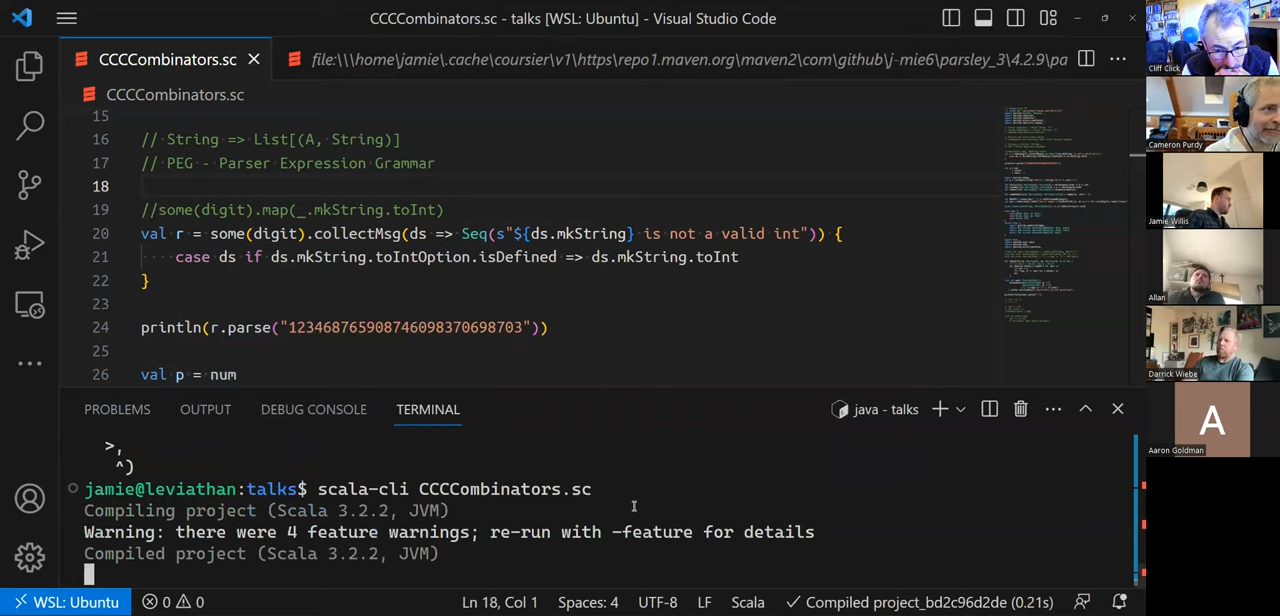 CCCCombinators.sc - talks [WSL: Ubuntu] - Visual Studio Code
CCCCombinators.sc
file:\\\home\jamie\.cache\coursier\v1\https\repo1.maven.org\maven2\com\github\j-mie6\parsley_3\4.2.9\pa
CCCCombinators.sc
15
16 // String => List[(A, String)]
17 // PEG - Parser Expression Grammar
18
19 //some(digit).map(_.mkString.toInt)
20 val r = some(digit).collectMsg(ds => Seq(s"${ds.mkString} is not a valid int")) {
21 case ds if ds.mkString.toIntOption.isDefined => ds.mkString.toInt
22 }
23
24 println(r.parse("123468765908746098370698703"))
25
26 val p = num
PROBLEMS OUTPUT DEBUG CONSOLE TERMINAL java - talks
>,
^)
jamie@leviathan:talks$ scala-cli CCCCombinators.sc
Compiling project (Scala 3.2.2, JVM)
Warning: there were 4 feature warnings; re-run with -feature for details
Compiled project (Scala 3.2.2, JVM)
WSL: Ubuntu 0 0 Ln 18, Col 1 Spaces: 4 UTF-8 LF Scala Compiled project_bd2c96d2de (0.21s)
Cliff Click
Cameron Purdy
Jamie Willis
Allan
Darrick Wiebe
A
Aaron Goldman